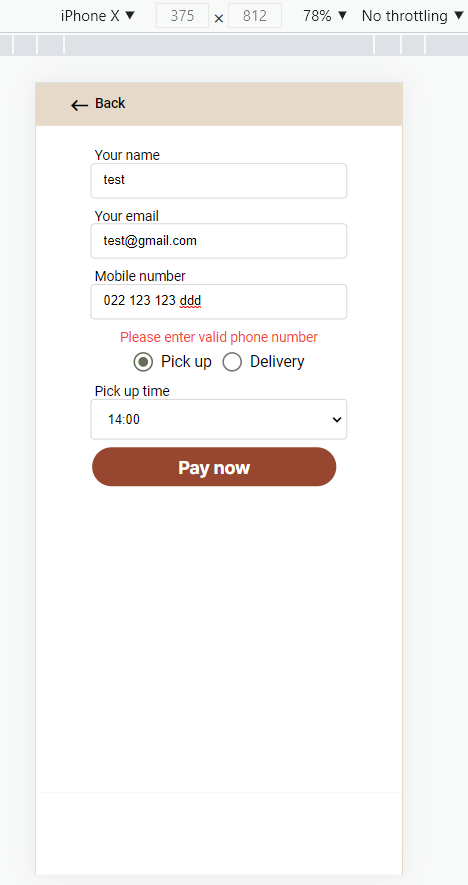 iPhone X ▼ 375 × 812 78% ▼ No throttling ▼
← Back
Your name
test
Your email
test@gmail.com
Mobile number
022 123 123 ddd
Please enter valid phone number
Pick up Delivery
Pick up time
14:00
Pay now